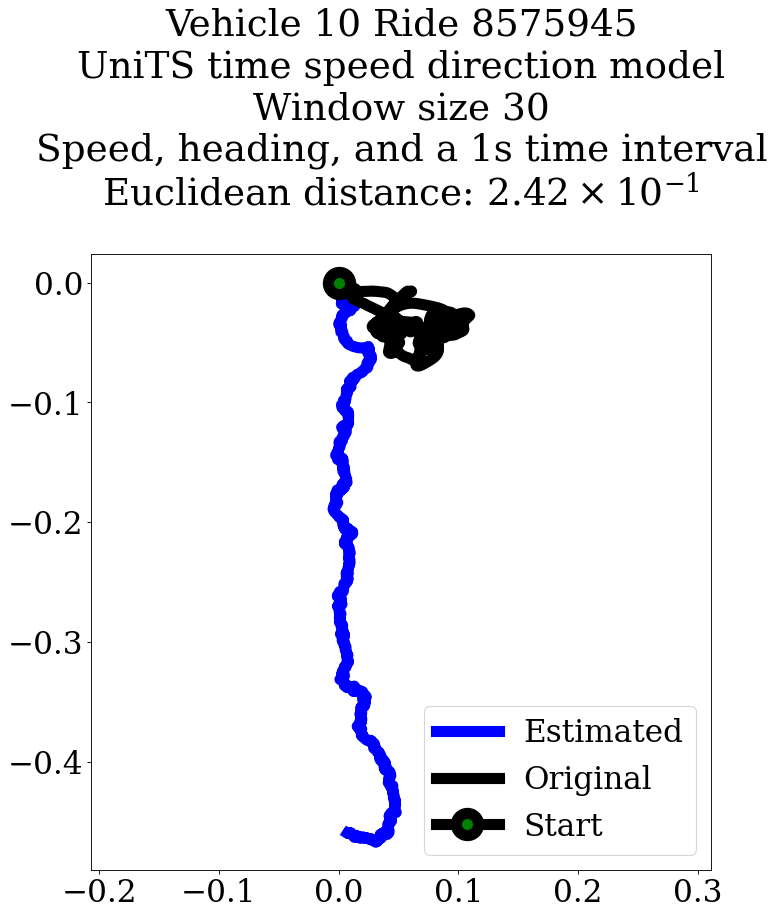 Vehicle 10 Ride 8575945
UniTS time speed direction model
Window size 30
Speed, heading, and a 1s time interval
Euclidean distance: 2.42 × 10⁻¹
0.0
−0.1
−0.2
−0.3
−0.4
Estimated
Original
Start
−0.2 −0.1 0.0 0.1 0.2 0.3